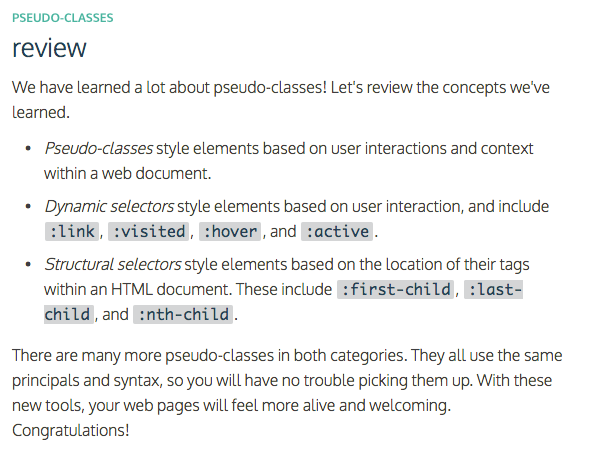 PSEUDO-CLASSES
review
We have learned a lot about pseudo-classes! Let's review the concepts we've
learned.
• Pseudo-classes style elements based on user interactions and context
within a web document.
• Dynamic selectors style elements based on user interaction, and include
:link, :visited, :hover, and :active.
• Structural selectors style elements based on the location of their tags
within an HTML document. These include :first-child, :last-
child, and :nth-child.
There are many more pseudo-classes in both categories. They all use the same
principals and syntax, so you will have no trouble picking them up. With these
new tools, your web pages will feel more alive and welcoming.
Congratulations!